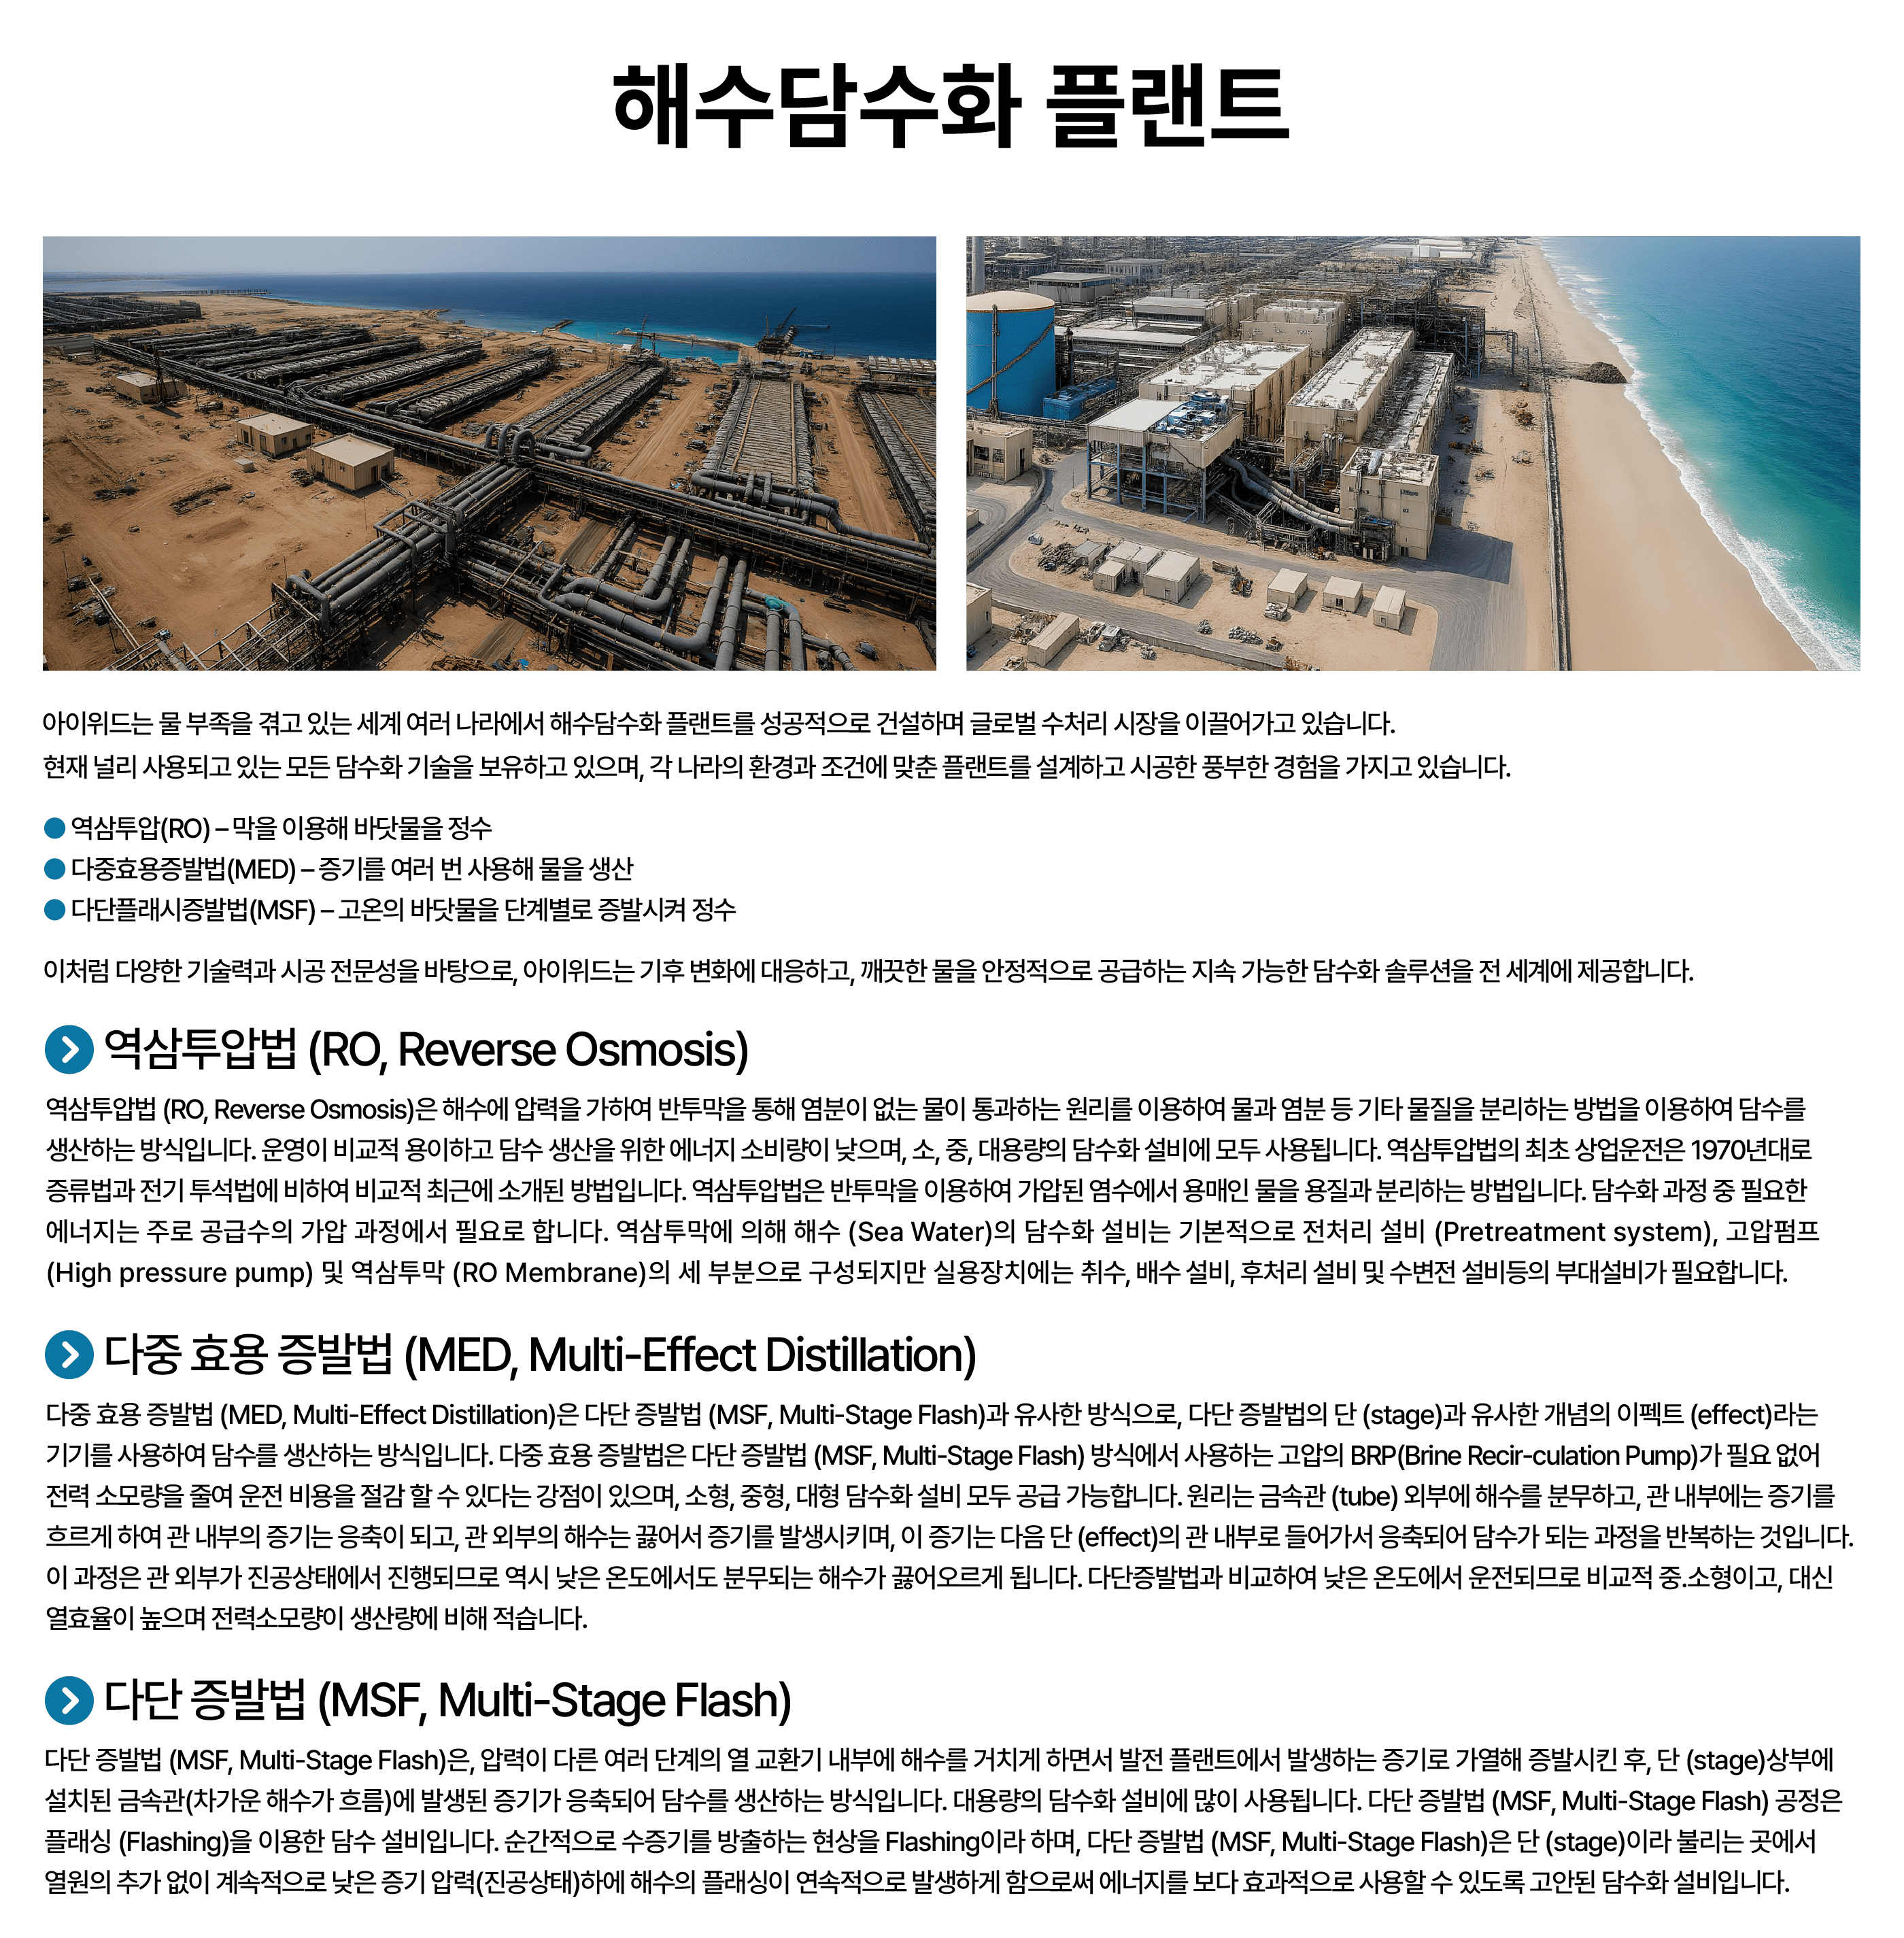 해수담수화 플랜트
아이위드는 물 부족을 겪고 있는 세계 여러 나라에서 해수담수화 플랜트를 성공적으로 건설하며 글로벌 수처리 시장을 이끌어가고 있습니다.
현재 널리 사용되고 있는 모든 담수화 기술을 보유하고 있으며, 각 나라의 환경과 조건에 맞춘 플랜트를 설계하고 시공한 풍부한 경험을 가지고 있습니다.
● 역삼투압(RO) – 막을 이용해 바닷물을 정수
● 다중효용증발법(MED) – 증기를 여러 번 사용해 물을 생산
● 다단플래시증발법(MSF) – 고온의 바닷물을 단계별로 증발시켜 정수
이처럼 다양한 기술력과 시공 전문성을 바탕으로, 아이위드는 기후 변화에 대응하고, 깨끗한 물을 안정적으로 공급하는 지속 가능한 담수화 솔루션을 전 세계에 제공합니다.
역삼투압법 (RO, Reverse Osmosis)
역삼투압법 (RO, Reverse Osmosis)은 해수에 압력을 가하여 반투막을 통해 염분이 없는 물이 통과하는 원리를 이용하여 물과 염분 등 기타 물질을 분리하는 방법을 이용하여 담수를
생산하는 방식입니다. 운영이 비교적 용이하고 담수 생산을 위한 에너지 소비량이 낮으며, 소, 중, 대용량의 담수화 설비에 모두 사용됩니다. 역삼투압법의 최초 상업운전은 1970년대로
증류법과 전기 투석법에 비하여 비교적 최근에 소개된 방법입니다. 역삼투압법은 반투막을 이용하여 가압된 염수에서 용매인 물을 용질과 분리하는 방법입니다. 담수화 과정 중 필요한
에너지는 주로 공급수의 가압 과정에서 필요로 합니다. 역삼투막에 의해 해수 (Sea Water)의 담수화 설비는 기본적으로 전처리 설비 (Pretreatment system), 고압펌프
(High pressure pump) 및 역삼투막 (RO Membrane)의 세 부분으로 구성되지만 실용장치에는 취수, 배수 설비, 후처리 설비 및 수변전 설비등의 부대설비가 필요합니다.
다중 효용 증발법 (MED, Multi-Effect Distillation)
다중 효용 증발법 (MED, Multi-Effect Distillation)은 다단 증발법 (MSF, Multi-Stage Flash)과 유사한 방식으로, 다단 증발법의 단 (stage)과 유사한 개념의 이펙트 (effect)라는
기기를 사용하여 담수를 생산하는 방식입니다. 다중 효용 증발법은 다단 증발법 (MSF, Multi-Stage Flash) 방식에서 사용하는 고압의 BRP(Brine Recir-culation Pump)가 필요 없어
전력 소모량을 줄여 운전 비용을 절감 할 수 있다는 강점이 있으며, 소형, 중형, 대형 담수화 설비 모두 공급 가능합니다. 원리는 금속관 (tube) 외부에 해수를 분무하고, 관 내부에는 증기를
흐르게 하여 관 내부의 증기는 응축이 되고, 관 외부의 해수는 끓어서 증기를 발생시키며, 이 증기는 다음 단 (effect)의 관 내부로 들어가서 응축되어 담수가 되는 과정을 반복하는 것입니다.
이 과정은 관 외부가 진공상태에서 진행되므로 역시 낮은 온도에서도 분무되는 해수가 끓어오르게 됩니다. 다단증발법과 비교하여 낮은 온도에서 운전되므로 비교적 중.소형이고, 대신
열효율이 높으며 전력소모량이 생산량에 비해 적습니다.
다단 증발법 (MSF, Multi-Stage Flash)
다단 증발법 (MSF, Multi-Stage Flash)은, 압력이 다른 여러 단계의 열 교환기 내부에 해수를 거치게 하면서 발전 플랜트에서 발생하는 증기로 가열해 증발시킨 후, 단 (stage)상부에
설치된 금속관(차가운 해수가 흐름)에 발생된 증기가 응축되어 담수를 생산하는 방식입니다. 대용량의 담수화 설비에 많이 사용됩니다. 다단 증발법 (MSF, Multi-Stage Flash) 공정은
플래싱 (Flashing)을 이용한 담수 설비입니다. 순간적으로 수증기를 방출하는 현상을 Flashing이라 하며, 다단 증발법 (MSF, Multi-Stage Flash)은 단 (stage)이라 불리는 곳에서
열원의 추가 없이 계속적으로 낮은 증기 압력(진공상태)하에 해수의 플래싱이 연속적으로 발생하게 함으로써 에너지를 보다 효과적으로 사용할 수 있도록 고안된 담수화 설비입니다.